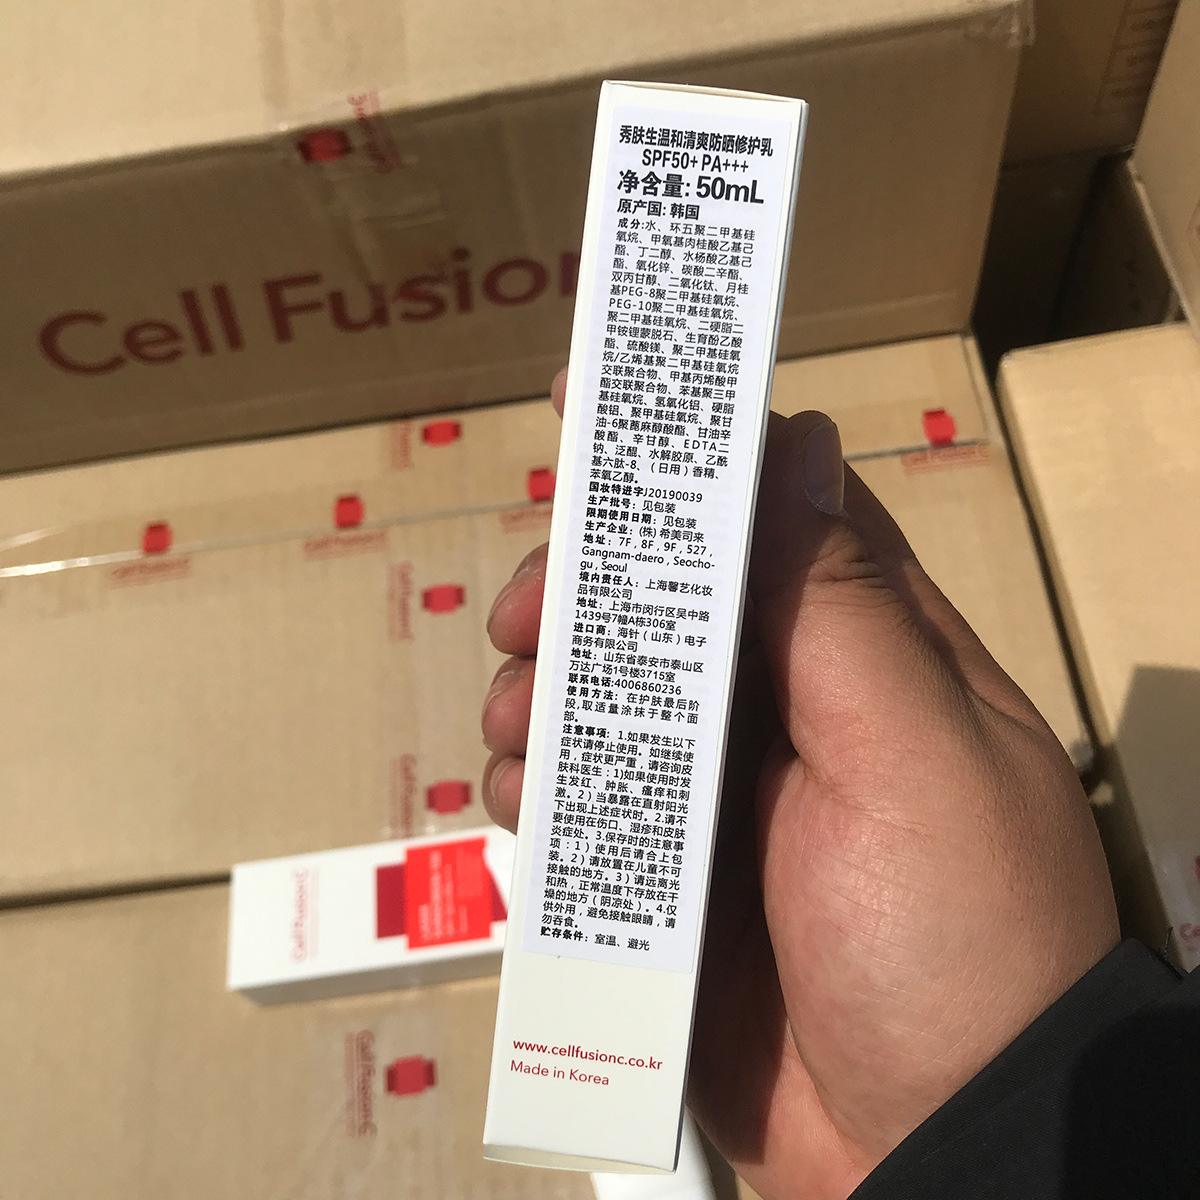 秀肤生温和清爽防晒修护乳
SPF50+ PA+++
净含量: 50mL
原产国: 韩国
成分:水、环五聚二甲基硅
氧烷、甲氧基肉桂酸乙基己
酯、丁二醇、水杨酸乙基己
酯、氧化锌、碳酸二辛酯、
双丙甘醇、二氧化钛、月桂
基PEG-8聚二甲基硅氧烷、
PEG-10聚二甲基硅氧烷、
聚二甲基硅氧烷、二硬脂二
甲铵锂蒙脱石、生育酚乙酸
酯、硫酸镁、聚二甲基硅氧
烷/乙烯基聚二甲基硅氧烷
交联聚合物、甲基丙烯酸甲
酯交联聚合物、苯基聚三甲
基硅氧烷、氢氧化铝、硬脂
酸铝、聚甲基硅氧烷、聚甘
油-6聚蓖麻醇酸酯、甘油辛
酸酯、辛甘醇、EDTA二
钠、泛醌、水解胶原、乙酰
基六肽-8、（日用）香精、
苯氧乙醇。
国妆特进字J20190039
生产批号：见包装
限期使用日期：见包装
生产企业：(株) 希美司来
地址：7F , 8F , 9F , 527 ,
Gangnam-daero , Seocho-
gu , Seoul
境内责任人：上海馨艺化妆
品有限公司
地址：上海市闵行区吴中路
1439号7幢A栋306室
进口商：海针（山东）电子
商务有限公司
地址：山东省泰安市泰山区
万达广场1号楼3715室
联系电话:4006860236
使用方法：在护肤最后阶
段,取适量涂抹于整个面
部。
注意事项：1.如果发生以下
症状请停止使用。如继续使
用，症状更严重，请咨询皮
肤科医生：1)如果使用时发
生发红、肿胀、瘙痒和刺
激。2）当暴露在直射阳光
下出现上述症状时。2.请不
要使用在伤口、湿疹和皮肤
炎症处。3.保存时的注意事
项：1）使用后请合上包
装。2）请放置在儿童不可
接触的地方。3）请远离光
和热，正常温度下存放在干
燥的地方（阴凉处）。4.仅
供外用，避免接触眼睛，请
勿吞食。
贮存条件：室温、避光
www.cellfusionc.co.kr
Made in Korea
Cell Fusion
Cell Fusion C
Cell Fusion C
Cell Fusion C